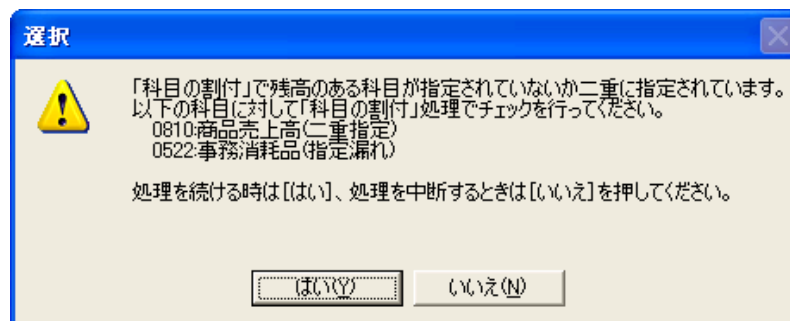 選択
「科目の割付」で残高のある科目が指定されていないか二重に指定されています。
以下の科目に対して「科目の割付」処理でチェックを行ってください。
0810:商品売上高(二重指定)
0522:事務消耗品(指定漏れ)
処理を続ける時は[はい]、処理を中断するときは[いいえ]を押してください。
はい(Y) いいえ(N)